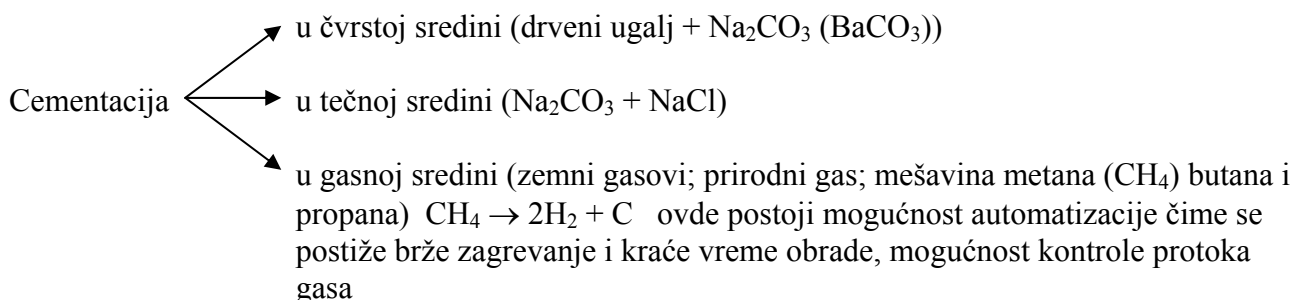 u čvrstoj sredini (drveni ugalj + Na₂CO₃ (BaCO₃))
Cementacija
u tečnoj sredini (Na₂CO₃ + NaCl)
u gasnoj sredini (zemni gasovi; prirodni gas; mešavina metana (CH₄) butana i
propana) CH₄ → 2H₂ + C ovde postoji mogućnost automatizacije čime se
postiže brže zagrevanje i kraće vreme obrade, mogućnost kontrole protoka
gasa